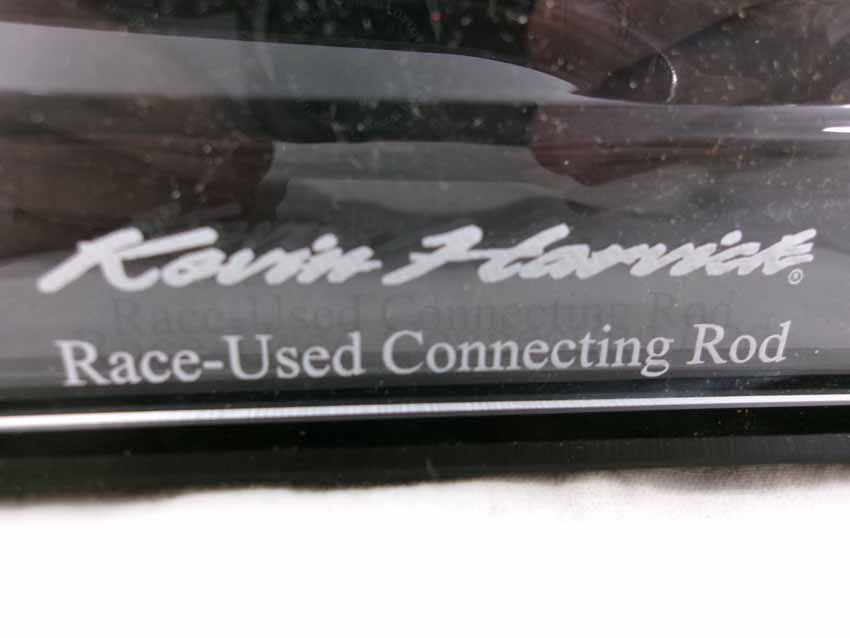 Kevin Harvick®
Race-Used Connecting Rod